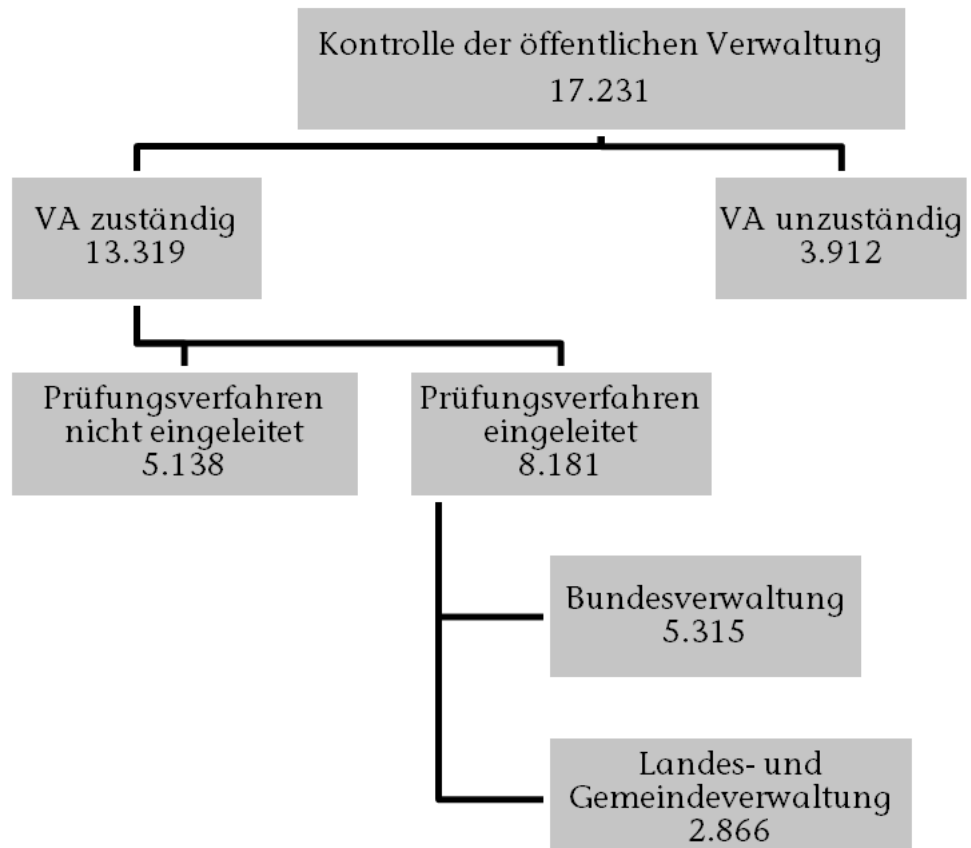 Kontrolle der öffentlichen Verwaltung
17.231
VA zuständig
13.319
VA unzuständig
3.912
Prüfungsverfahren
nicht eingeleitet
5.138
Prüfungsverfahren
eingeleitet
8.181
Bundesverwaltung
5.315
Landes- und
Gemeindeverwaltung
2.866